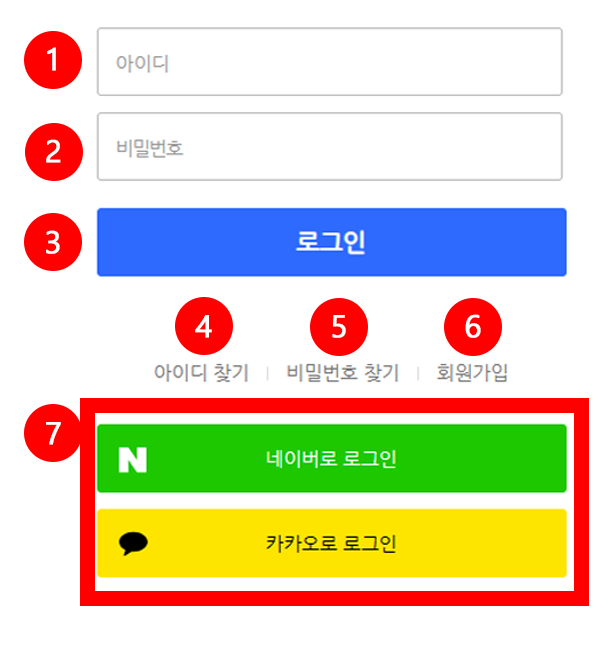 1 아이디
2 비밀번호
3 로그인
4 5 6
아이디 찾기 | 비밀번호 찾기 | 회원가입
7
N 네이버로 로그인
카카오로 로그인